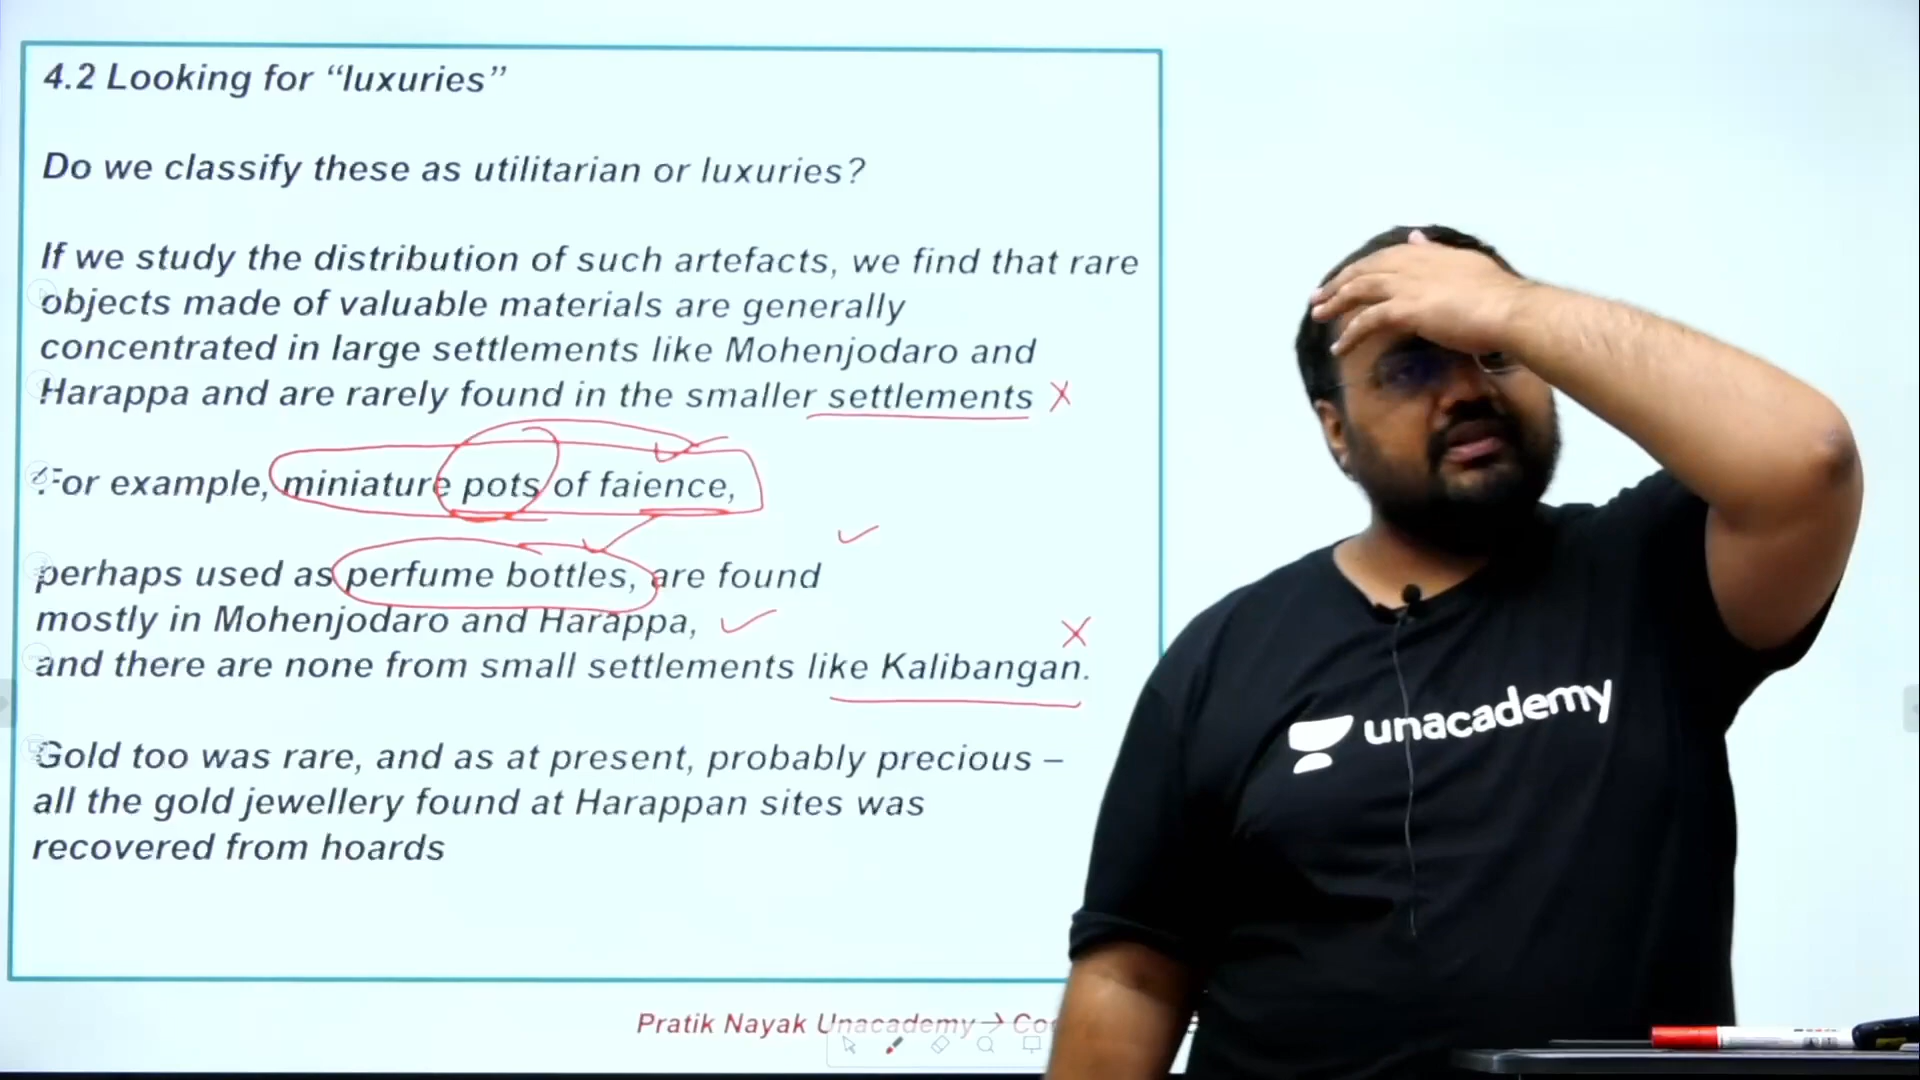 4.2 Looking for “luxuries”
Do we classify these as utilitarian or luxuries?
If we study the distribution of such artefacts, we find that rare
objects made of valuable materials are generally
concentrated in large settlements like Mohenjodaro and
Harappa and are rarely found in the smaller settlements
For example, miniature pots of faience,
perhaps used as perfume bottles, are found
mostly in Mohenjodaro and Harappa,
and there are none from small settlements like Kalibangan.
Gold too was rare, and as at present, probably precious –
all the gold jewellery found at Harappan sites was
recovered from hoards
unacademy
Pratik Nayak Unacademy →